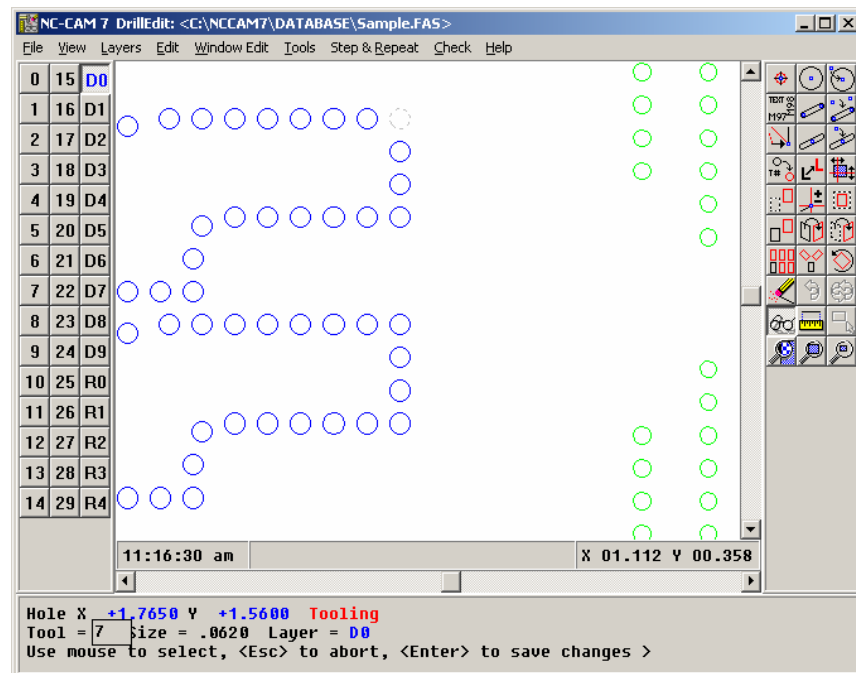 NC-CAM 7 DrillEdit: <C:\NCCAM7\DATABASE\Sample.FAS>
File View Layers Edit Window Edit Tools Step & Repeat Check Help
0 15 D0
1 16 D1
2 17 D2
3 18 D3
4 19 D4
5 20 D5
6 21 D6
7 22 D7
8 23 D8
9 24 D9
10 25 R0
11 26 R1
12 27 R2
13 28 R3
14 29 R4
TEXT
M97
T#
11:16:30 am X 01.112 Y 00.358
Hole X +1.7650 Y +1.5600 Tooling
Tool = 7 Size = .0620 Layer = D0
Use mouse to select, <Esc> to abort, <Enter> to save changes >